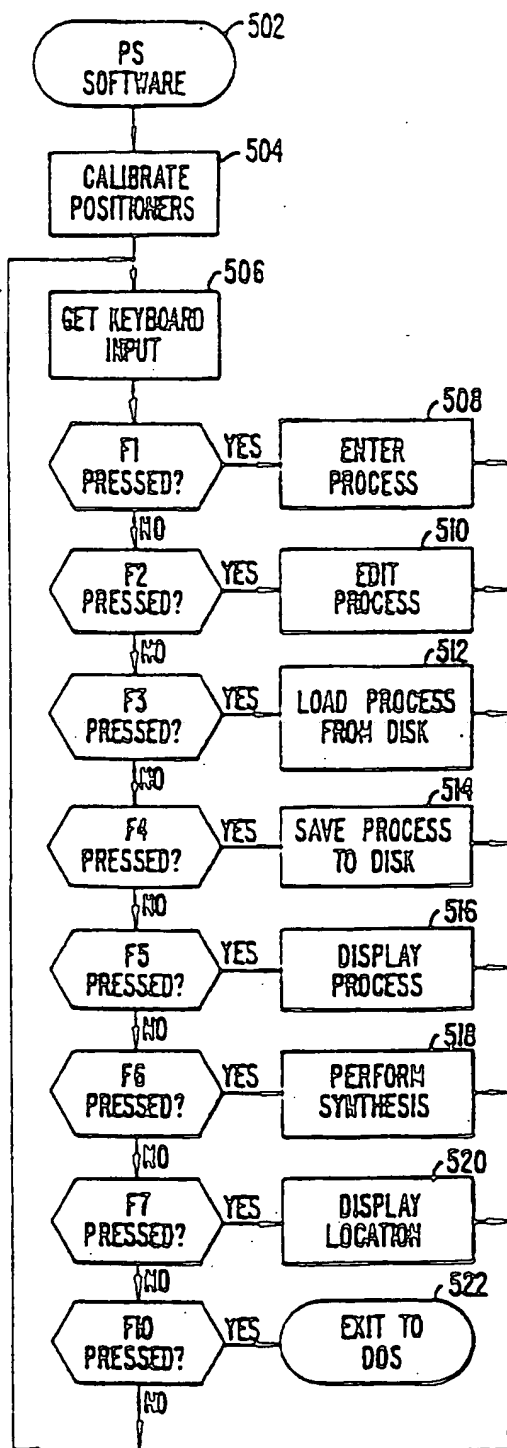 502
PS
SOFTWARE
504
CALIBRATE
POSITIONERS
506
GET KEYBOARD
INPUT
508
F1
PRESSED?
YES
ENTER
PROCESS
NO
510
F2
PRESSED?
YES
EDIT
PROCESS
NO
512
F3
PRESSED?
YES
LOAD PROCESS
FROM DISK
NO
514
F4
PRESSED?
YES
SAVE PROCESS
TO DISK
NO
516
F5
PRESSED?
YES
DISPLAY
PROCESS
NO
518
F6
PRESSED?
YES
PERFORM
SYNTHESIS
NO
520
F7
PRESSED?
YES
DISPLAY
LOCATION
NO
522
F10
PRESSED?
YES
EXIT TO
DOS
NO